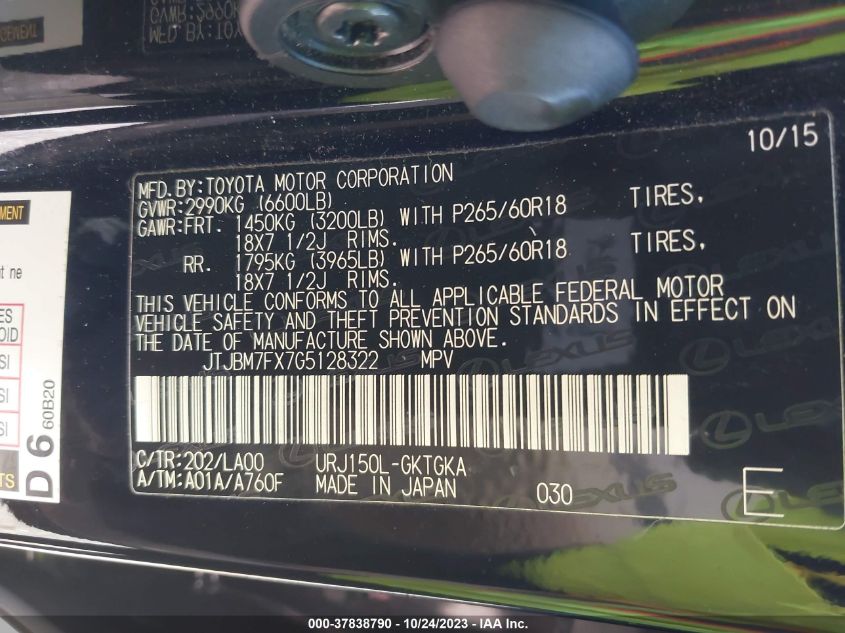 10/15
MFD.BY:TOYOTA MOTOR CORPORATION
GVWR:2990KG (6600LB)
GAWR:FRT. 1450KG (3200LB) WITH P265/60R18 TIRES,
18X7 1/2J RIMS.
RR. 1795KG (3965LB) WITH P265/60R18 TIRES,
18X7 1/2J RIMS.
THIS VEHICLE CONFORMS TO ALL APPLICABLE FEDERAL MOTOR
VEHICLE SAFETY AND THEFT PREVENTION STANDARDS IN EFFECT ON
THE DATE OF MANUFACTURE SHOWN ABOVE.
JTJBM7FX7G5128322 MPV
C/TR:202/LA00 URJ150L-GKTGKA
A/TM:A01A/A760F MADE IN JAPAN 030 E
LEXUS
LEXUS
D 6
60B20
000-37838790 - 10/24/2023 - IAA Inc.